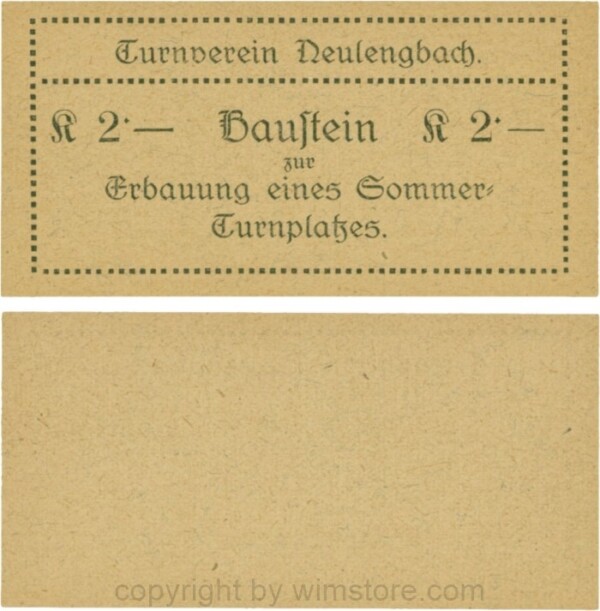 Turnverein Neulengbach.
K 2·— Bauſtein K 2·—
zur
Erbauung eines Sommer-
Turnplatzes.
copyright by wimstore.com